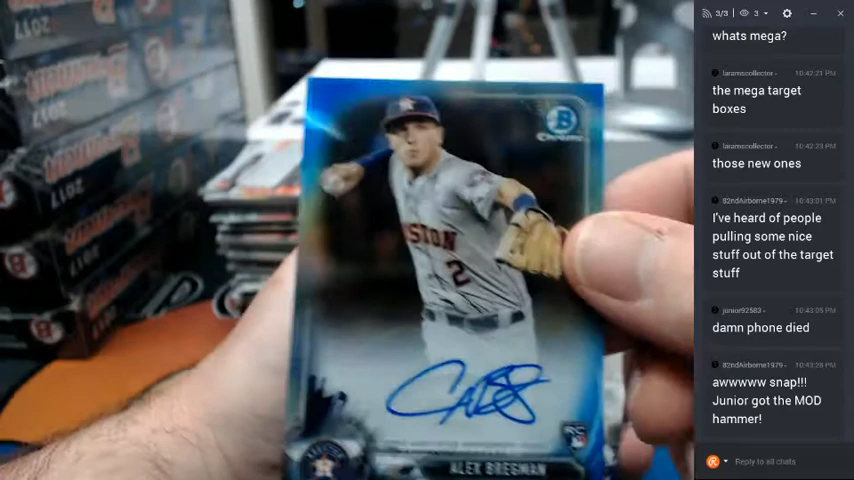 3/3 3
whats mega?
laramscollector 10:42:21 PM
the mega target
boxes
laramscollector 10:42:23 PM
those new ones
82ndAirborne1979 10:43:01 PM
I've heard of people
pulling some nice
stuff out of the target
stuff
junior92583 10:43:05 PM
damn phone died
82ndAirborne1979 10:43:28 PM
awwwww snap!!!
Junior got the MOD
hammer!
Reply to all chats
2017
B
Chrome
2
RC
ALEX BREGMAN